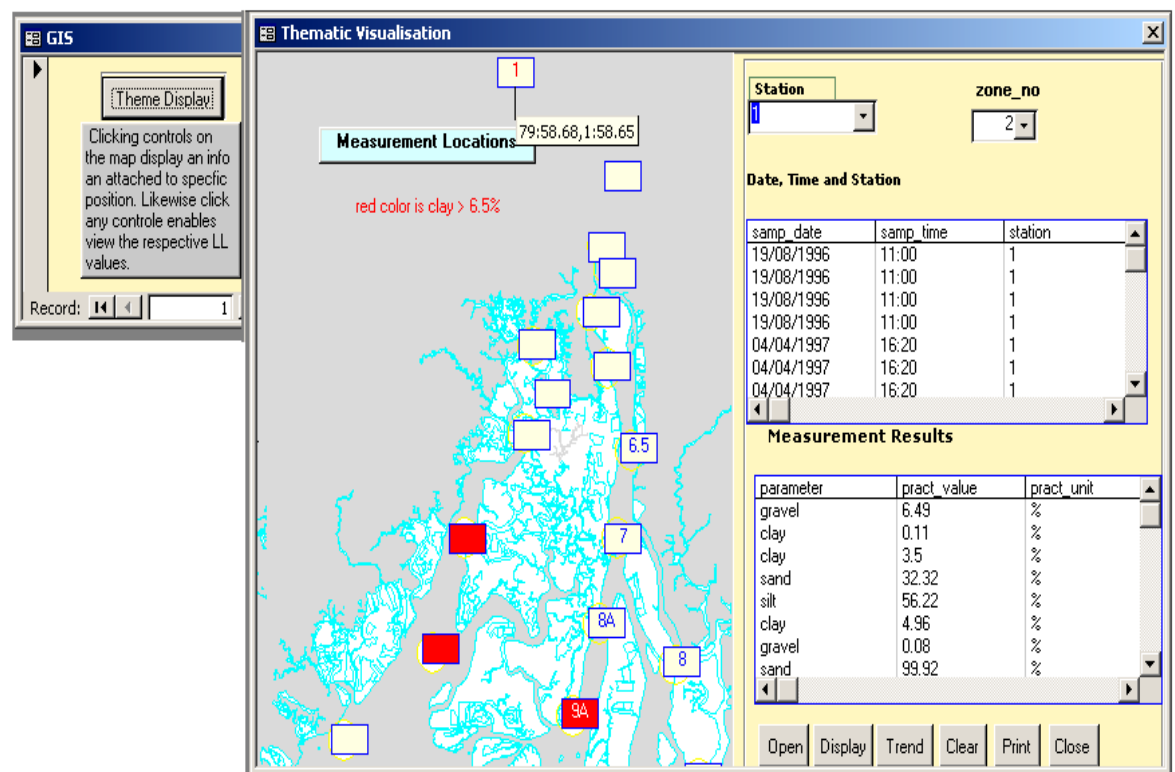 GIS
Theme Display
Clicking controls on
the map display an info
an attached to specfic
position. Likewise click
any controle enables
view the respective LL
values.
Record: 1
Thematic Visualisation
1
79:58.68,1:58.65
Measurement Locations
red color is clay > 6.5%
6.5
7
8A
8
9A
Station
1
zone_no
2
Date, Time and Station
samp_date samp_time station
19/08/1996 11:00 1
19/08/1996 11:00 1
19/08/1996 11:00 1
19/08/1996 11:00 1
04/04/1997 16:20 1
04/04/1997 16:20 1
04/04/1997 16:20 1
Measurement Results
parameter pract_value pract_unit
gravel 6.49 %
clay 0.11 %
clay 3.5 %
sand 32.32 %
silt 56.22 %
clay 4.96 %
gravel 0.08 %
sand 99.92 %
Open Display Trend Clear Print Close